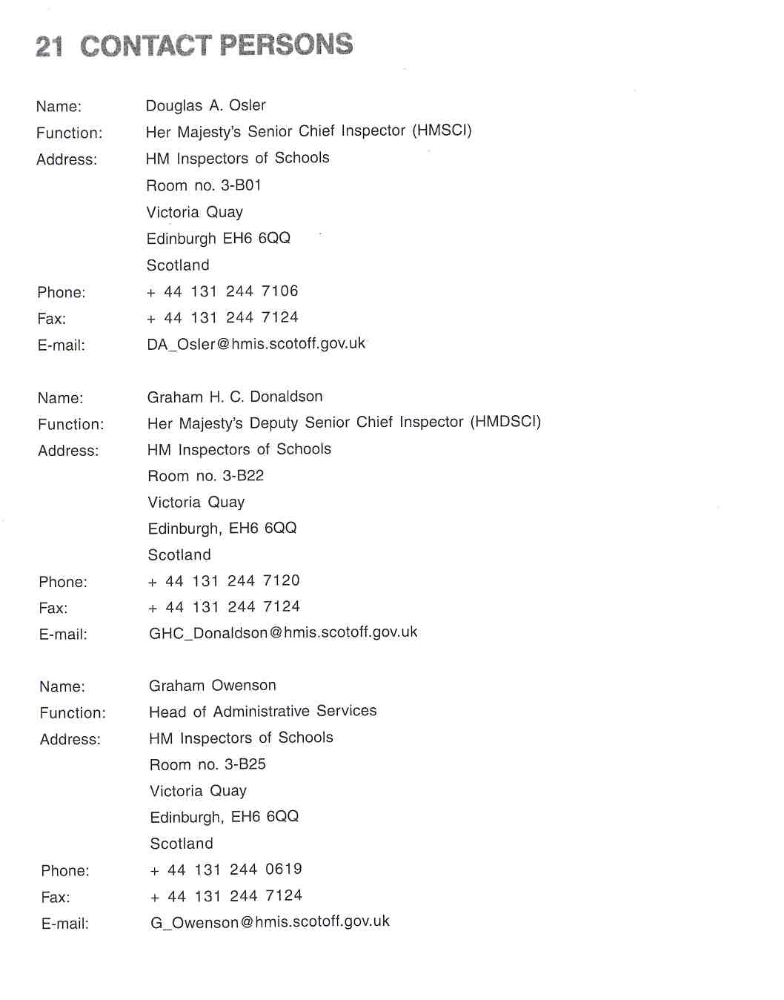 21 CONTACT PERSONS
Name: Douglas A. Osler
Function: Her Majesty's Senior Chief Inspector (HMSCI)
Address: HM Inspectors of Schools
Room no. 3-B01
Victoria Quay
Edinburgh EH6 6QQ
Scotland
Phone: + 44 131 244 7106
Fax: + 44 131 244 7124
E-mail: DA_Osler@hmis.scotoff.gov.uk
Name: Graham H. C. Donaldson
Function: Her Majesty's Deputy Senior Chief Inspector (HMDSCI)
Address: HM Inspectors of Schools
Room no. 3-B22
Victoria Quay
Edinburgh, EH6 6QQ
Scotland
Phone: + 44 131 244 7120
Fax: + 44 131 244 7124
E-mail: GHC_Donaldson@hmis.scotoff.gov.uk
Name: Graham Owenson
Function: Head of Administrative Services
Address: HM Inspectors of Schools
Room no. 3-B25
Victoria Quay
Edinburgh, EH6 6QQ
Scotland
Phone: + 44 131 244 0619
Fax: + 44 131 244 7124
E-mail: G_Owenson@hmis.scotoff.gov.uk